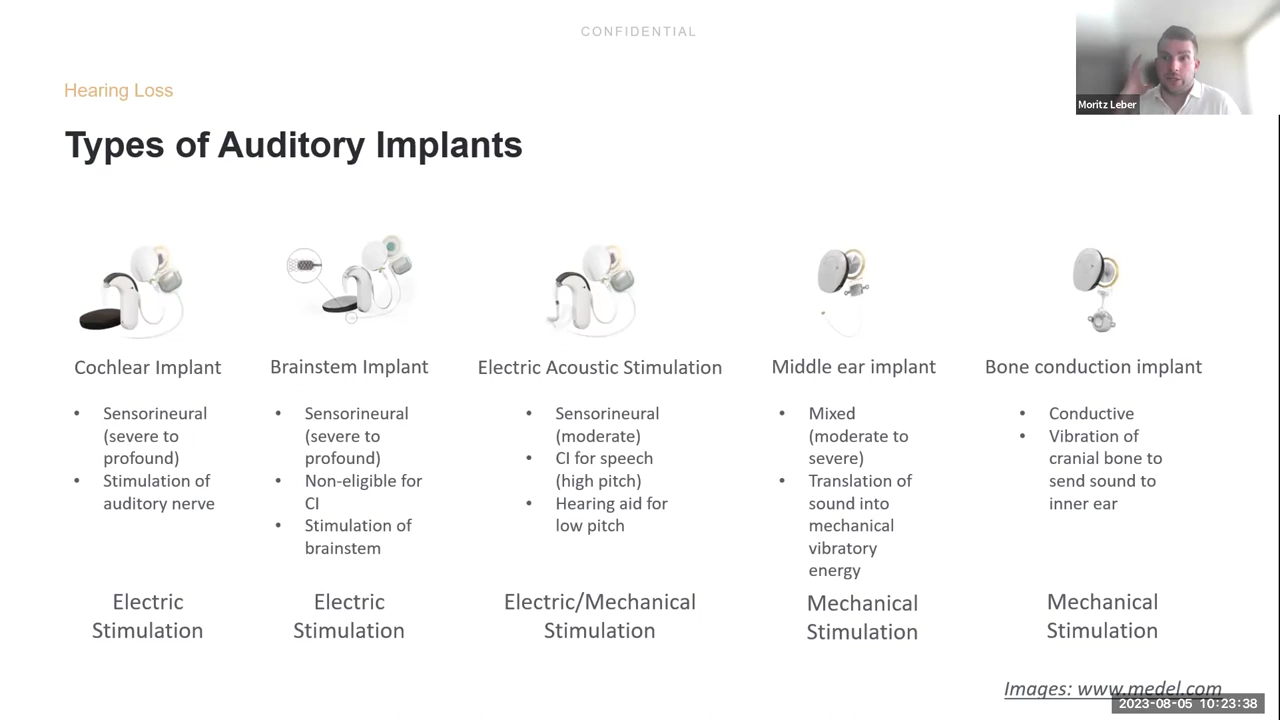 CONFIDENTIAL
Moritz Leber
Hearing Loss
Types of Auditory Implants
Cochlear Implant
• Sensorineural
(severe to
profound)
• Stimulation of
auditory nerve
Electric
Stimulation
Brainstem Implant
• Sensorineural
(severe to
profound)
• Non-eligible for
CI
• Stimulation of
brainstem
Electric
Stimulation
Electric Acoustic Stimulation
• Sensorineural
(moderate)
• CI for speech
(high pitch)
• Hearing aid for
low pitch
Electric/Mechanical
Stimulation
Middle ear implant
• Mixed
(moderate to
severe)
• Translation of
sound into
mechanical
vibratory
energy
Mechanical
Stimulation
Bone conduction implant
• Conductive
• Vibration of
cranial bone to
send sound to
inner ear
Mechanical
Stimulation
Images: www.medel.com
2023-08-05 10:23:38